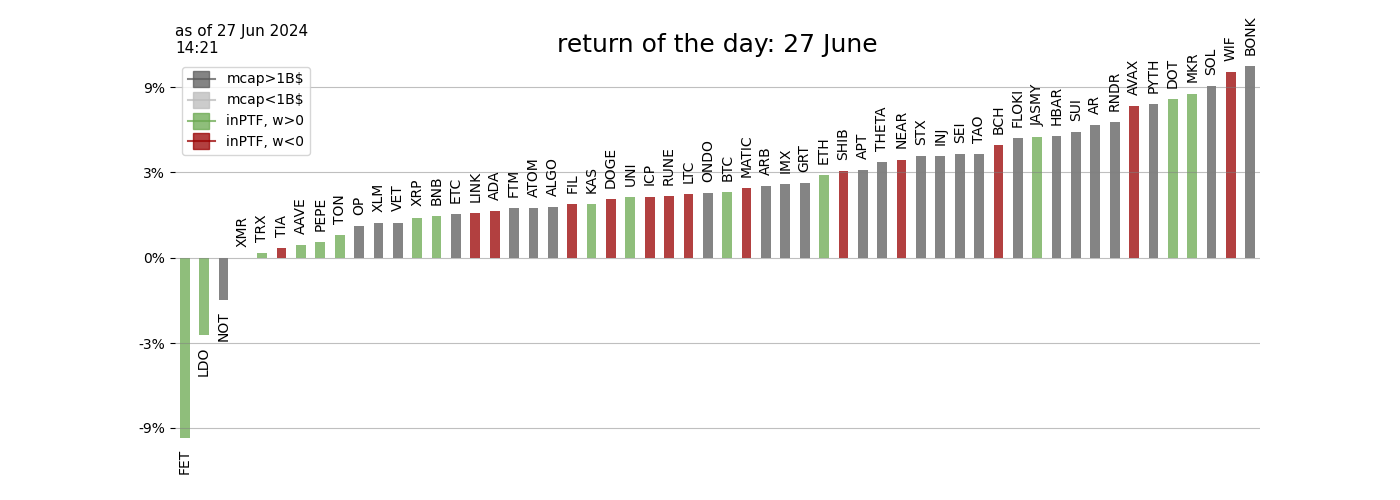 as of 27 Jun 2024
14:21
return of the day: 27 June
mcap>1B$
mcap<1B$
inPTF, w>0
inPTF, w<0
9%
3%
0%
-3%
-9%
FET
LDO
NOT
XMR
TRX
TIA
AAVE
PEPE
TON
OP
XLM
VET
XRP
BNB
ETC
LINK
ADA
FTM
ATOM
ALGO
FIL
KAS
DOGE
UNI
ICP
RUNE
LTC
ONDO
BTC
MATIC
ARB
IMX
GRT
ETH
SHIB
APT
THETA
NEAR
STX
INJ
SEI
TAO
BCH
FLOKI
JASMY
HBAR
SUI
AR
RNDR
AVAX
PYTH
DOT
MKR
SOL
WIF
BONK